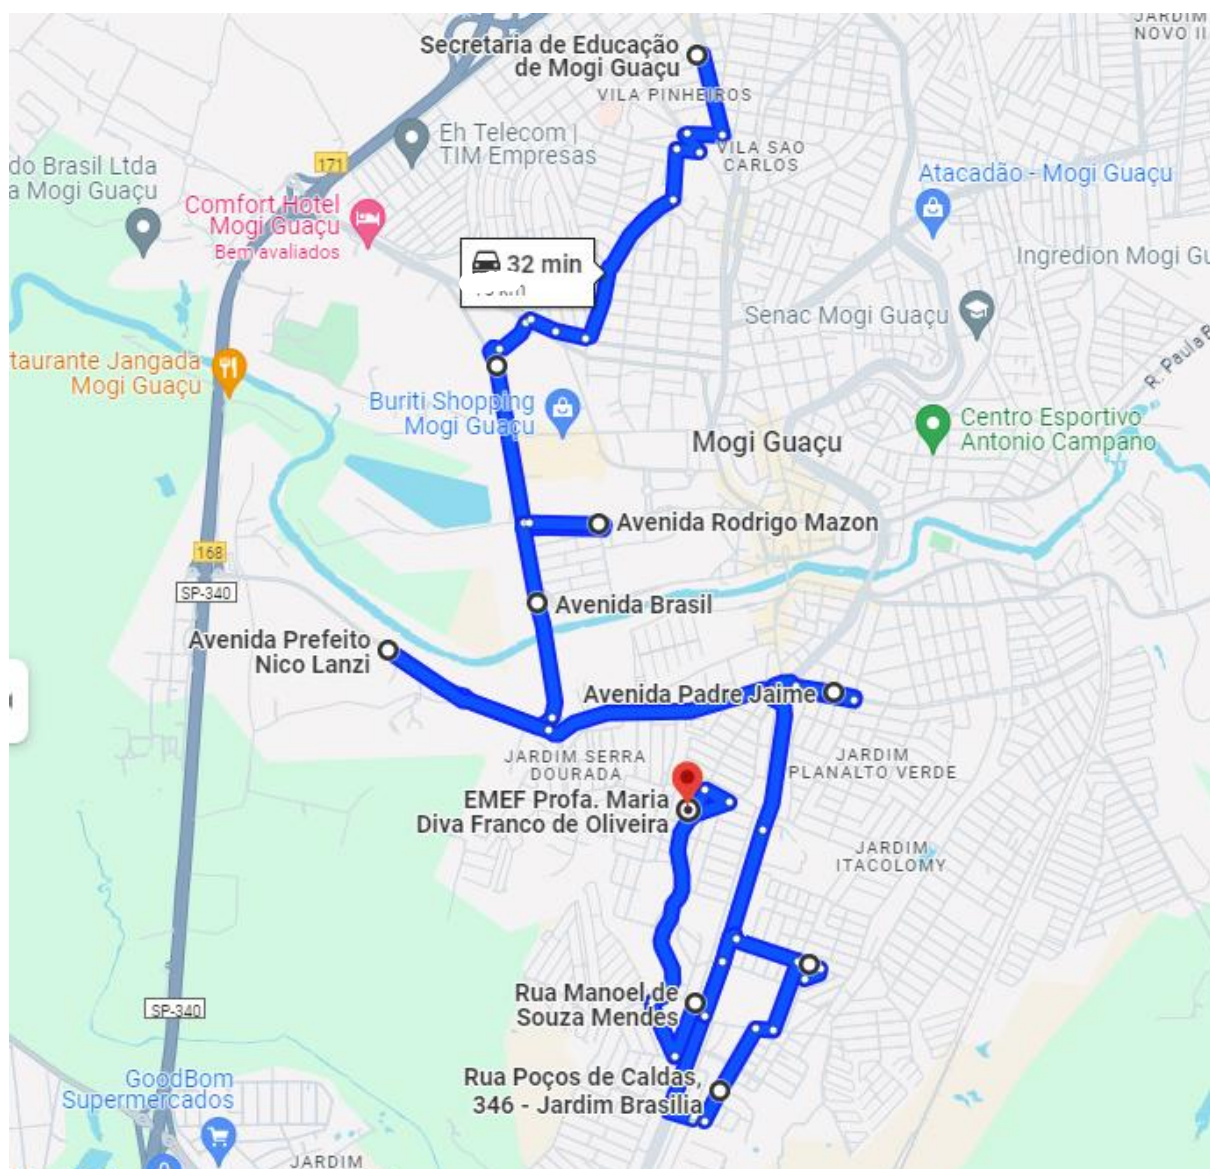 JARDIM
NOVO II
Secretaria de Educação
de Mogi Guaçu
VILA PINHEIROS
Eh Telecom |
TIM Empresas
VILA SAO
CARLOS
171
do Brasil Ltda
a Mogi Guaçu
Atacadão - Mogi Guaçu
Comfort Hotel
Mogi Guaçu
Bem avaliados
32 min
Ingredion Mogi Gu
Senac Mogi Guaçu
R. Paula B
taurante Jangada
Mogi Guaçu
Buriti Shopping
Mogi Guaçu
Mogi Guaçu
Centro Esportivo
Antonio Campano
Avenida Rodrigo Mazon
168
SP-340
Avenida Brasil
Avenida Prefeito
Nico Lanzi
Avenida Padre Jaime
JARDIM SERRA
DOURADA
JARDIM
PLANALTO VERDE
EMEF Profa. Maria
Diva Franco de Oliveira
JARDIM
ITACOLOMY
Rua Manoel de
Souza Mendes
SP-340
Rua Poços de Caldas,
346 - Jardim Brasilia
GoodBom
Supermercados
JARDIM